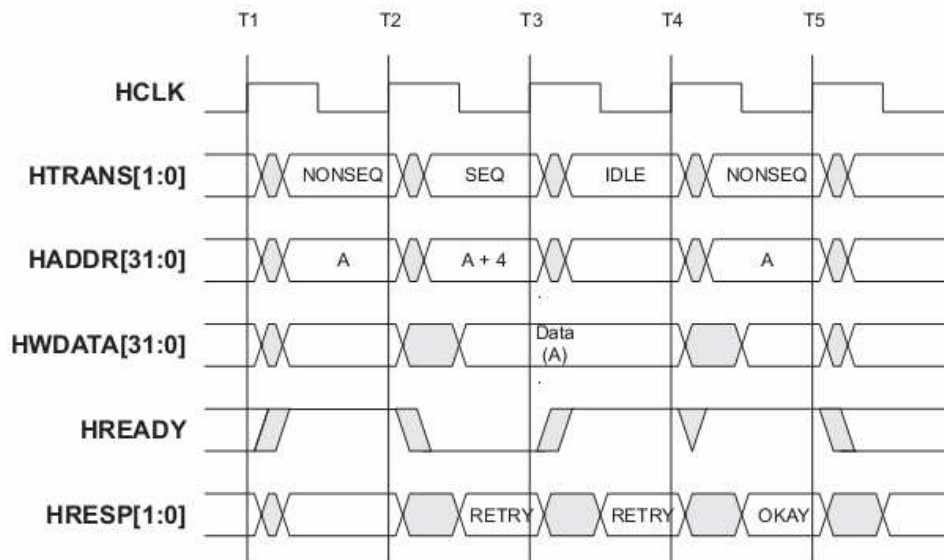 T1 T2 T3 T4 T5
HCLK
HTRANS[1:0] NONSEQ SEQ IDLE NONSEQ
HADDR[31:0] A A + 4 A
HWDATA[31:0] Data
(A)
HREADY
HRESP[1:0] RETRY RETRY OKAY